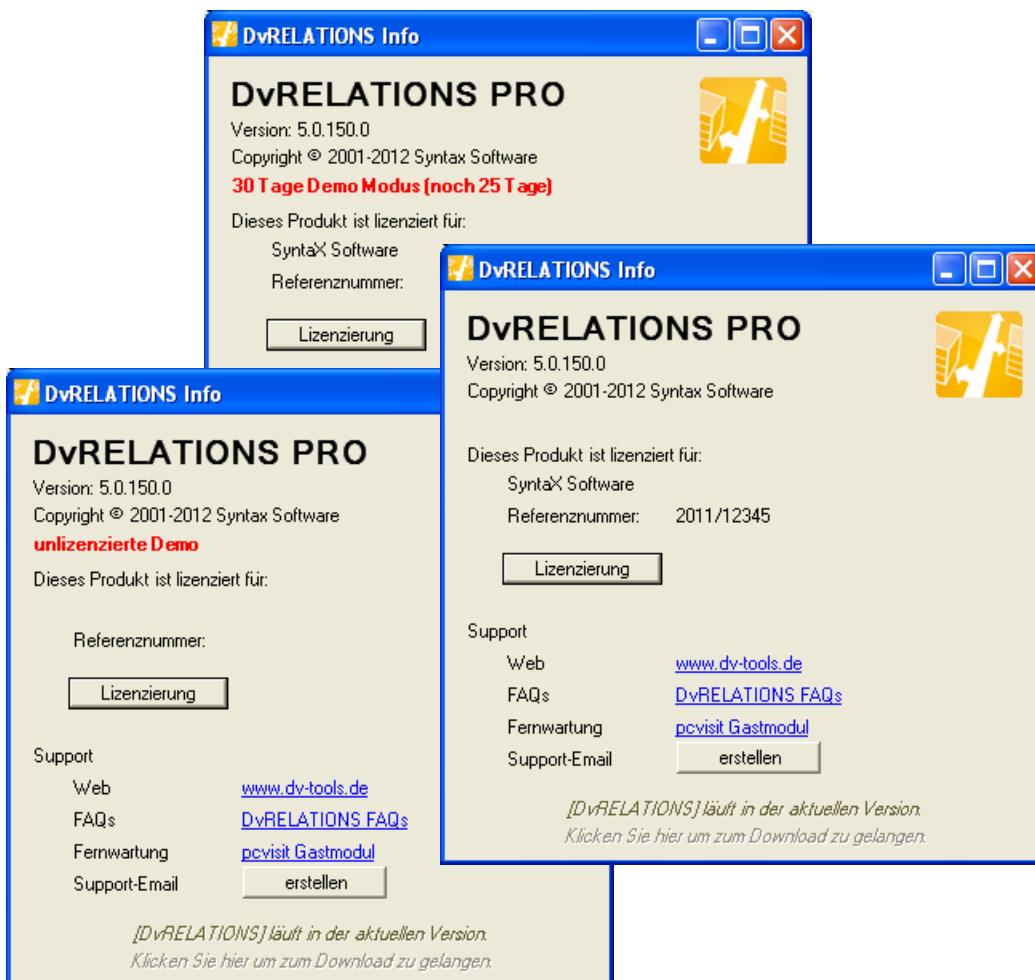 DvRELATIONS Info
DvRELATIONS PRO
Version: 5.0.150.0
Copyright © 2001-2012 Syntax Software
30 Tage Demo Modus (noch 25 Tage)
Dieses Produkt ist lizenziert für:
SyntaX Software
Referenznummer:
Lizenzierung
DvRELATIONS Info
DvRELATIONS PRO
Version: 5.0.150.0
Copyright © 2001-2012 Syntax Software
Dieses Produkt ist lizenziert für:
SyntaX Software
Referenznummer: 2011/12345
Lizenzierung
Support
Web www.dv-tools.de
FAQs DvRELATIONS FAQs
Fernwartung pcvisit Gastmodul
Support-Email erstellen
[DvRELATIONS] läuft in der aktuellen Version.
Klicken Sie hier um zum Download zu gelangen.
DvRELATIONS Info
DvRELATIONS PRO
Version: 5.0.150.0
Copyright © 2001-2012 Syntax Software
unlizenzierte Demo
Dieses Produkt ist lizenziert für:
Referenznummer:
Lizenzierung
Support
Web www.dv-tools.de
FAQs DvRELATIONS FAQs
Fernwartung pcvisit Gastmodul
Support-Email erstellen
[DvRELATIONS] läuft in der aktuellen Version.
Klicken Sie hier um zum Download zu gelangen.